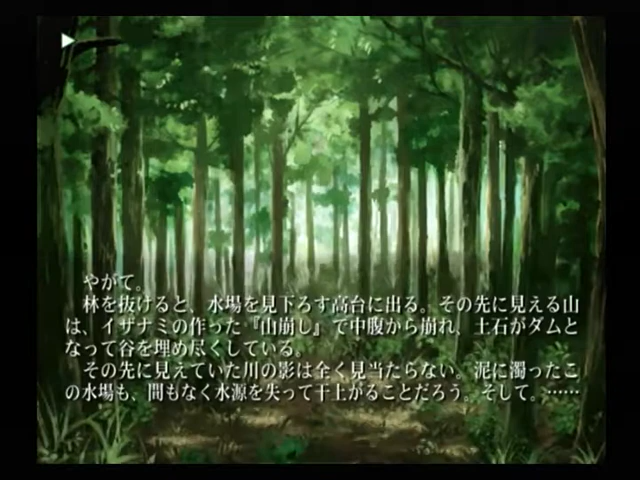 やがて。
林を抜けると、水場を見下ろす高台に出る。その先に見える山
は、イザナミの作った『山崩し』で中腹から崩れ、土石がダムと
なって谷を埋め尽くしている。
その先に見えていた川の影は全く見当たらない。泥に濁ったこ
の水場も、間もなく水源を失って干上がることだろう。そして。……